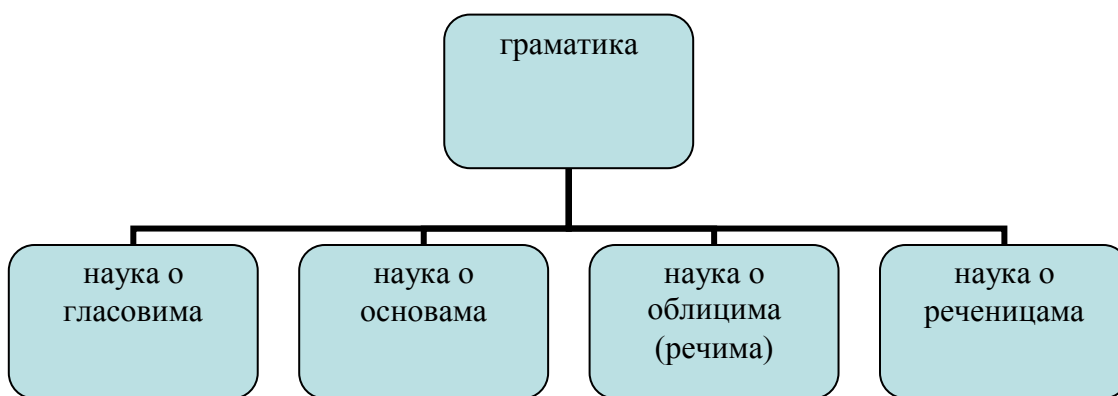 граматика
наука о
гласовима
наука о
основама
наука о
облицима
(речима)
наука о
реченицама